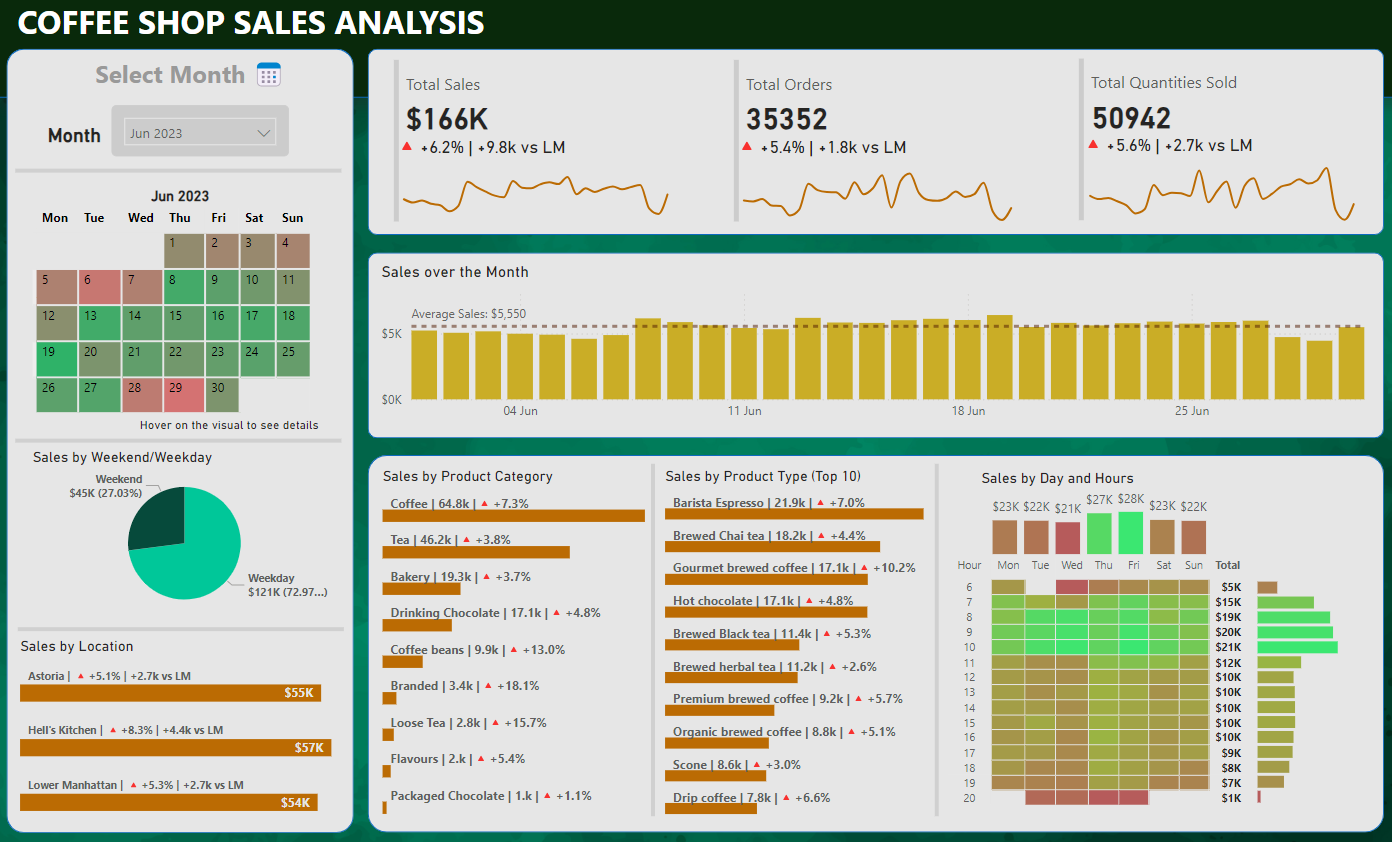 COFFEE SHOP SALES ANALYSIS
Select Month
Month
Jun 2023
Jun 2023
Mon Tue Wed Thu Fri Sat Sun
1 2 3 4
5 6 7 8 9 10 11
12 13 14 15 16 17 18
19 20 21 22 23 24 25
26 27 28 29 30
Hover on the visual to see details
Sales by Weekend/Weekday
Weekend
$45K (27.03%)
Weekday
$121K (72.97...)
Sales by Location
Astoria | +5.1% | +2.7k vs LM
$55K
Hell's Kitchen | +8.3% | +4.4k vs LM
$57K
Lower Manhattan | +5.3% | +2.7k vs LM
$54K
Total Sales
$166K
+6.2% | +9.8k vs LM
Total Orders
35352
+5.4% | +1.8k vs LM
Total Quantities Sold
50942
+5.6% | +2.7k vs LM
Sales over the Month
Average Sales: $5,550
$5K
$0K
04 Jun 11 Jun 18 Jun 25 Jun
Sales by Product Category
Coffee | 64.8k | +7.3%
Tea | 46.2k | +3.8%
Bakery | 19.3k | +3.7%
Drinking Chocolate | 17.1k | +4.8%
Coffee beans | 9.9k | +13.0%
Branded | 3.4k | +18.1%
Loose Tea | 2.8k | +15.7%
Flavours | 2.k | +5.4%
Packaged Chocolate | 1.k | +1.1%
Sales by Product Type (Top 10)
Barista Espresso | 21.9k | +7.0%
Brewed Chai tea | 18.2k | +4.4%
Gourmet brewed coffee | 17.1k | +10.2%
Hot chocolate | 17.1k | +4.8%
Brewed Black tea | 11.4k | +5.3%
Brewed herbal tea | 11.2k | +2.6%
Premium brewed coffee | 9.2k | +5.7%
Organic brewed coffee | 8.8k | +5.1%
Scone | 8.6k | +3.0%
Drip coffee | 7.8k | +6.6%
Sales by Day and Hours
$23K $22K $21K $27K $28K $23K $22K
Hour Mon Tue Wed Thu Fri Sat Sun Total
6 $5K
7 $15K
8 $19K
9 $20K
10 $21K
11 $12K
12 $10K
13 $10K
14 $10K
15 $10K
16 $10K
17 $9K
18 $8K
19 $7K
20 $1K